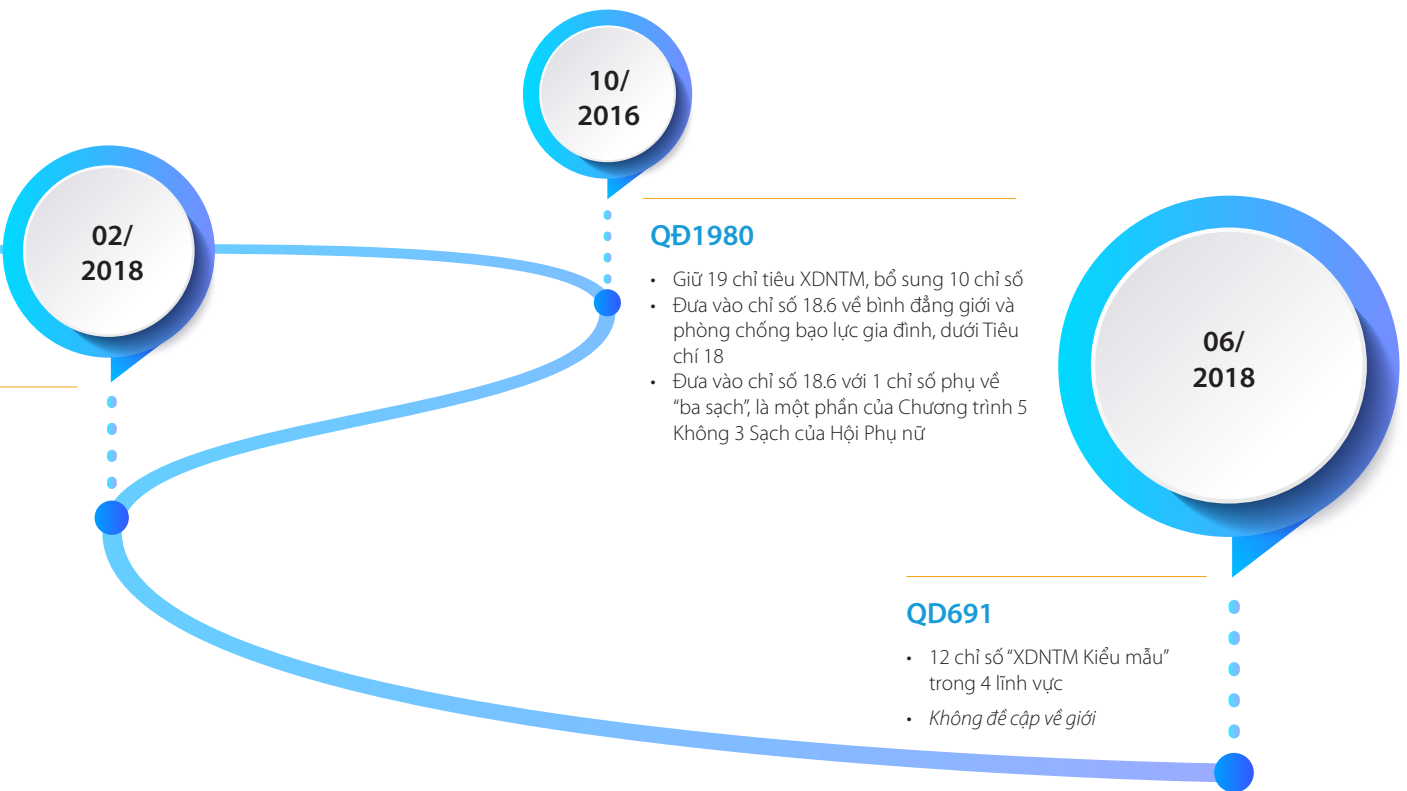 10/
2016
02/
2018
QĐ1980
• Giữ 19 chỉ tiêu XDNTM, bổ sung 10 chỉ số
• Đưa vào chỉ số 18.6 về bình đẳng giới và
phòng chống bạo lực gia đình, dưới Tiêu
chí 18
• Đưa vào chỉ số 18.6 với 1 chỉ số phụ về
“ba sạch”, là một phần của Chương trình 5
Không 3 Sạch của Hội Phụ nữ
06/
2018
QD691
• 12 chỉ số “XDNTM Kiểu mẫu”
trong 4 lĩnh vực
• Không đề cập về giới